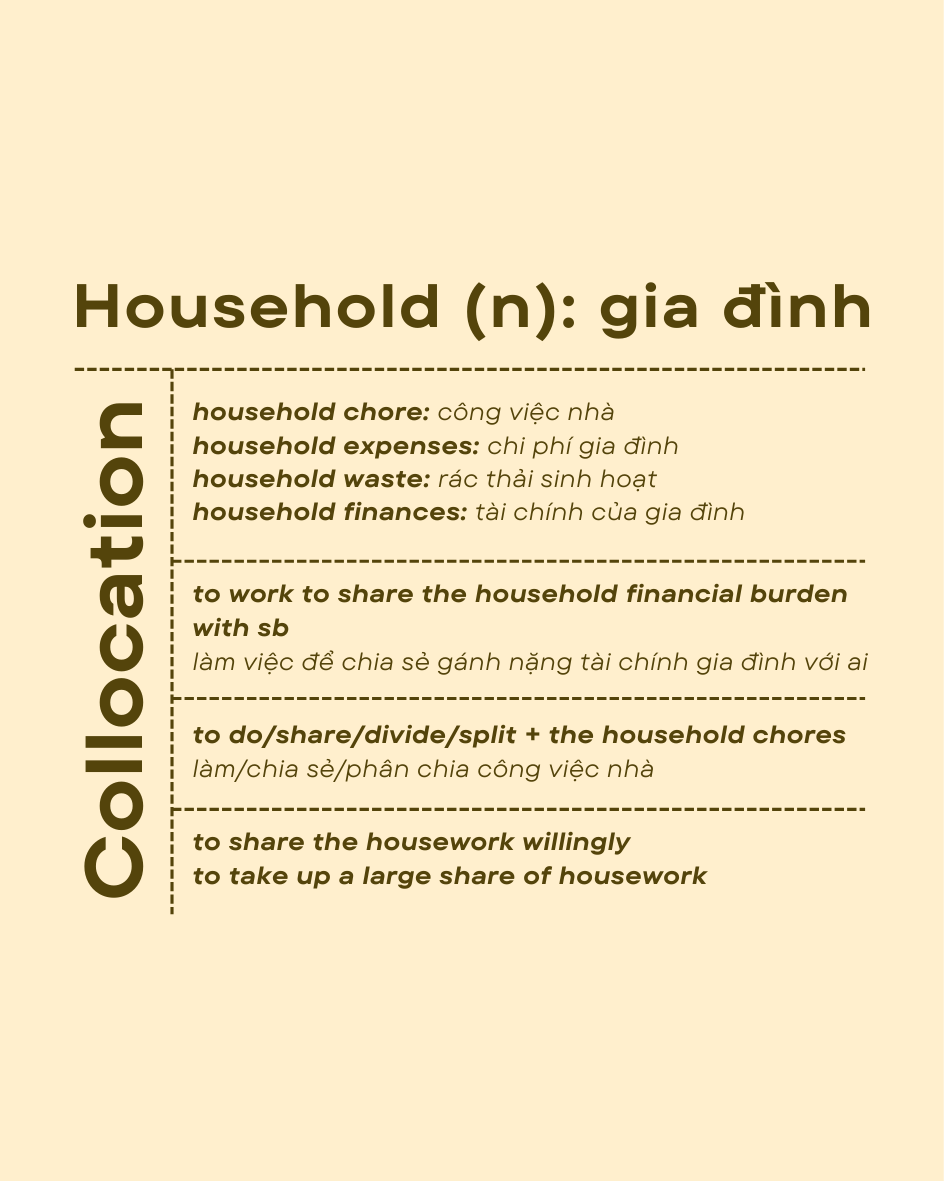 Household (n): gia đình
Collocation
household chore: công việc nhà
household expenses: chi phí gia đình
household waste: rác thải sinh hoạt
household finances: tài chính của gia đình
to work to share the household financial burden
with sb
làm việc để chia sẻ gánh nặng tài chính gia đình với ai
to do/share/divide/split + the household chores
làm/chia sẻ/phân chia công việc nhà
to share the housework willingly
to take up a large share of housework